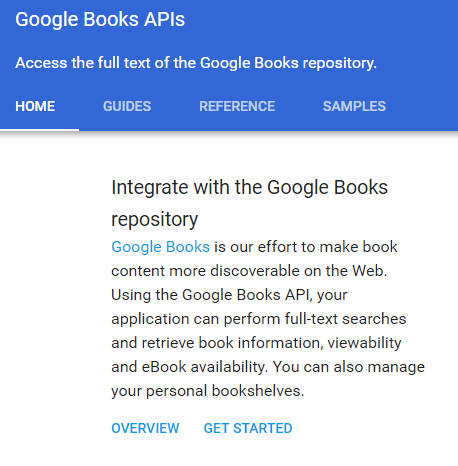 Google Books APIs
Access the full text of the Google Books repository.
HOME GUIDES REFERENCE SAMPLES
Integrate with the Google Books
repository
Google Books is our effort to make book
content more discoverable on the Web.
Using the Google Books API, your
application can perform full-text searches
and retrieve book information, viewability
and eBook availability. You can also manage
your personal bookshelves.
OVERVIEW GET STARTED